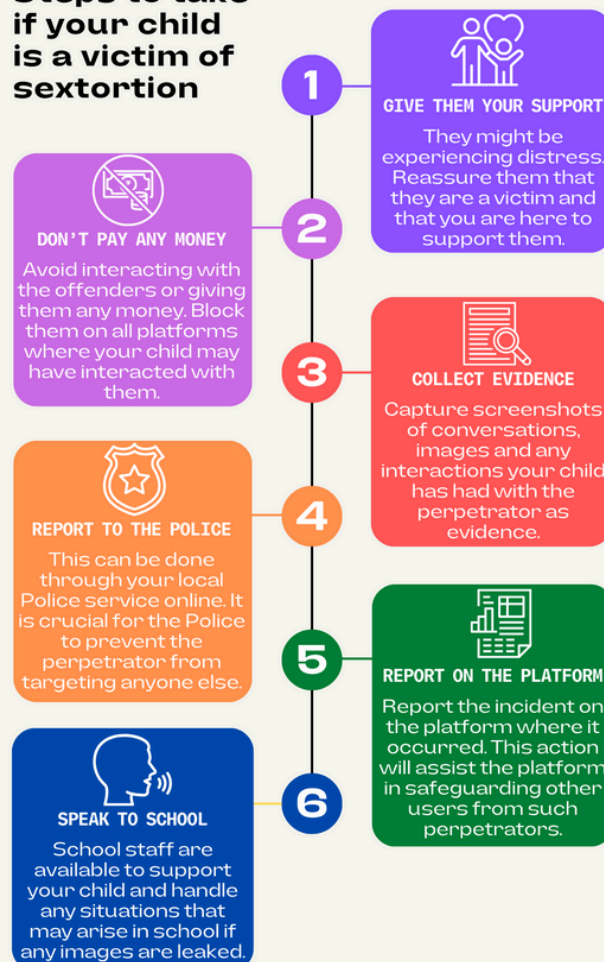 Steps to take
if your child
is a victim of
sextortion
1
GIVE THEM YOUR SUPPORT
They might be
experiencing distress.
Reassure them that
they are a victim and
that you are here to
support them.
2
DON'T PAY ANY MONEY
Avoid interacting with
the offenders or giving
them any money. Block
them on all platforms
where your child may
have interacted with
them.
3
COLLECT EVIDENCE
Capture screenshots
of conversations,
images and any
interactions your child
has had with the
perpetrator as
evidence.
4
REPORT TO THE POLICE
This can be done
through your local
Police service online. It
is crucial for the Police
to prevent the
perpetrator from
targeting anyone else.
5
REPORT ON THE PLATFORM
Report the incident on
the platform where it
occurred. This action
will assist the platform
in safeguarding other
users from such
perpetrators.
6
SPEAK TO SCHOOL
School staff are
available to support
your child and handle
any situations that
may arise in school if
any images are leaked.